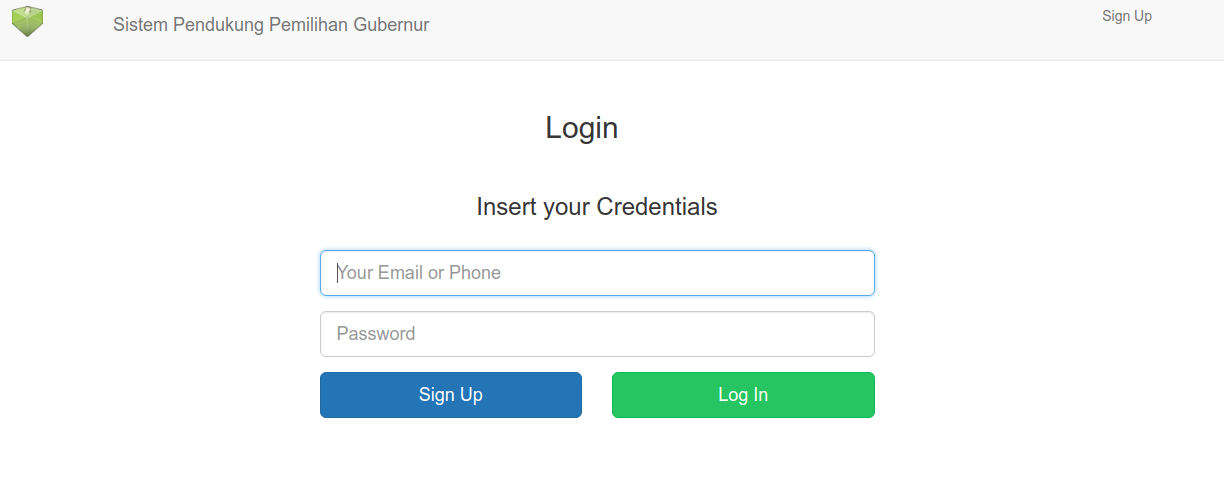 Sistem Pendukung Pemilihan Gubernur
Sign Up
Login
Insert your Credentials
Your Email or Phone
Password
Sign Up
Log In